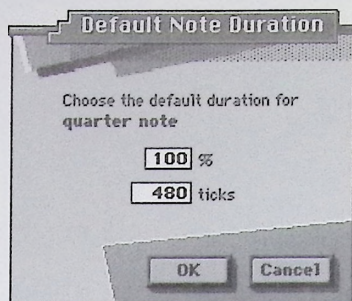 Default Note Duration
Choose the default duration for
quarter note
100 %
480 ticks
OK Cancel